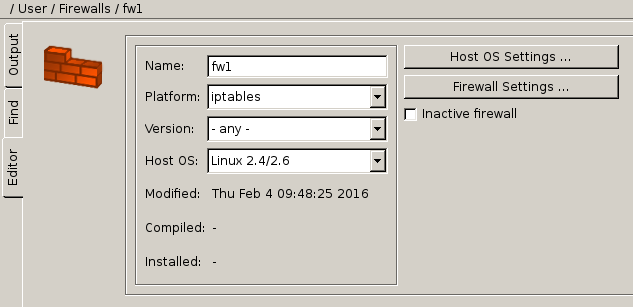 / User / Firewalls / fw1
Output
Find
Editor
Name: fw1
Platform: iptables
Version: - any -
Host OS: Linux 2.4/2.6
Modified: Thu Feb 4 09:48:25 2016
Compiled: -
Installed: -
Host OS Settings ...
Firewall Settings ...
Inactive firewall